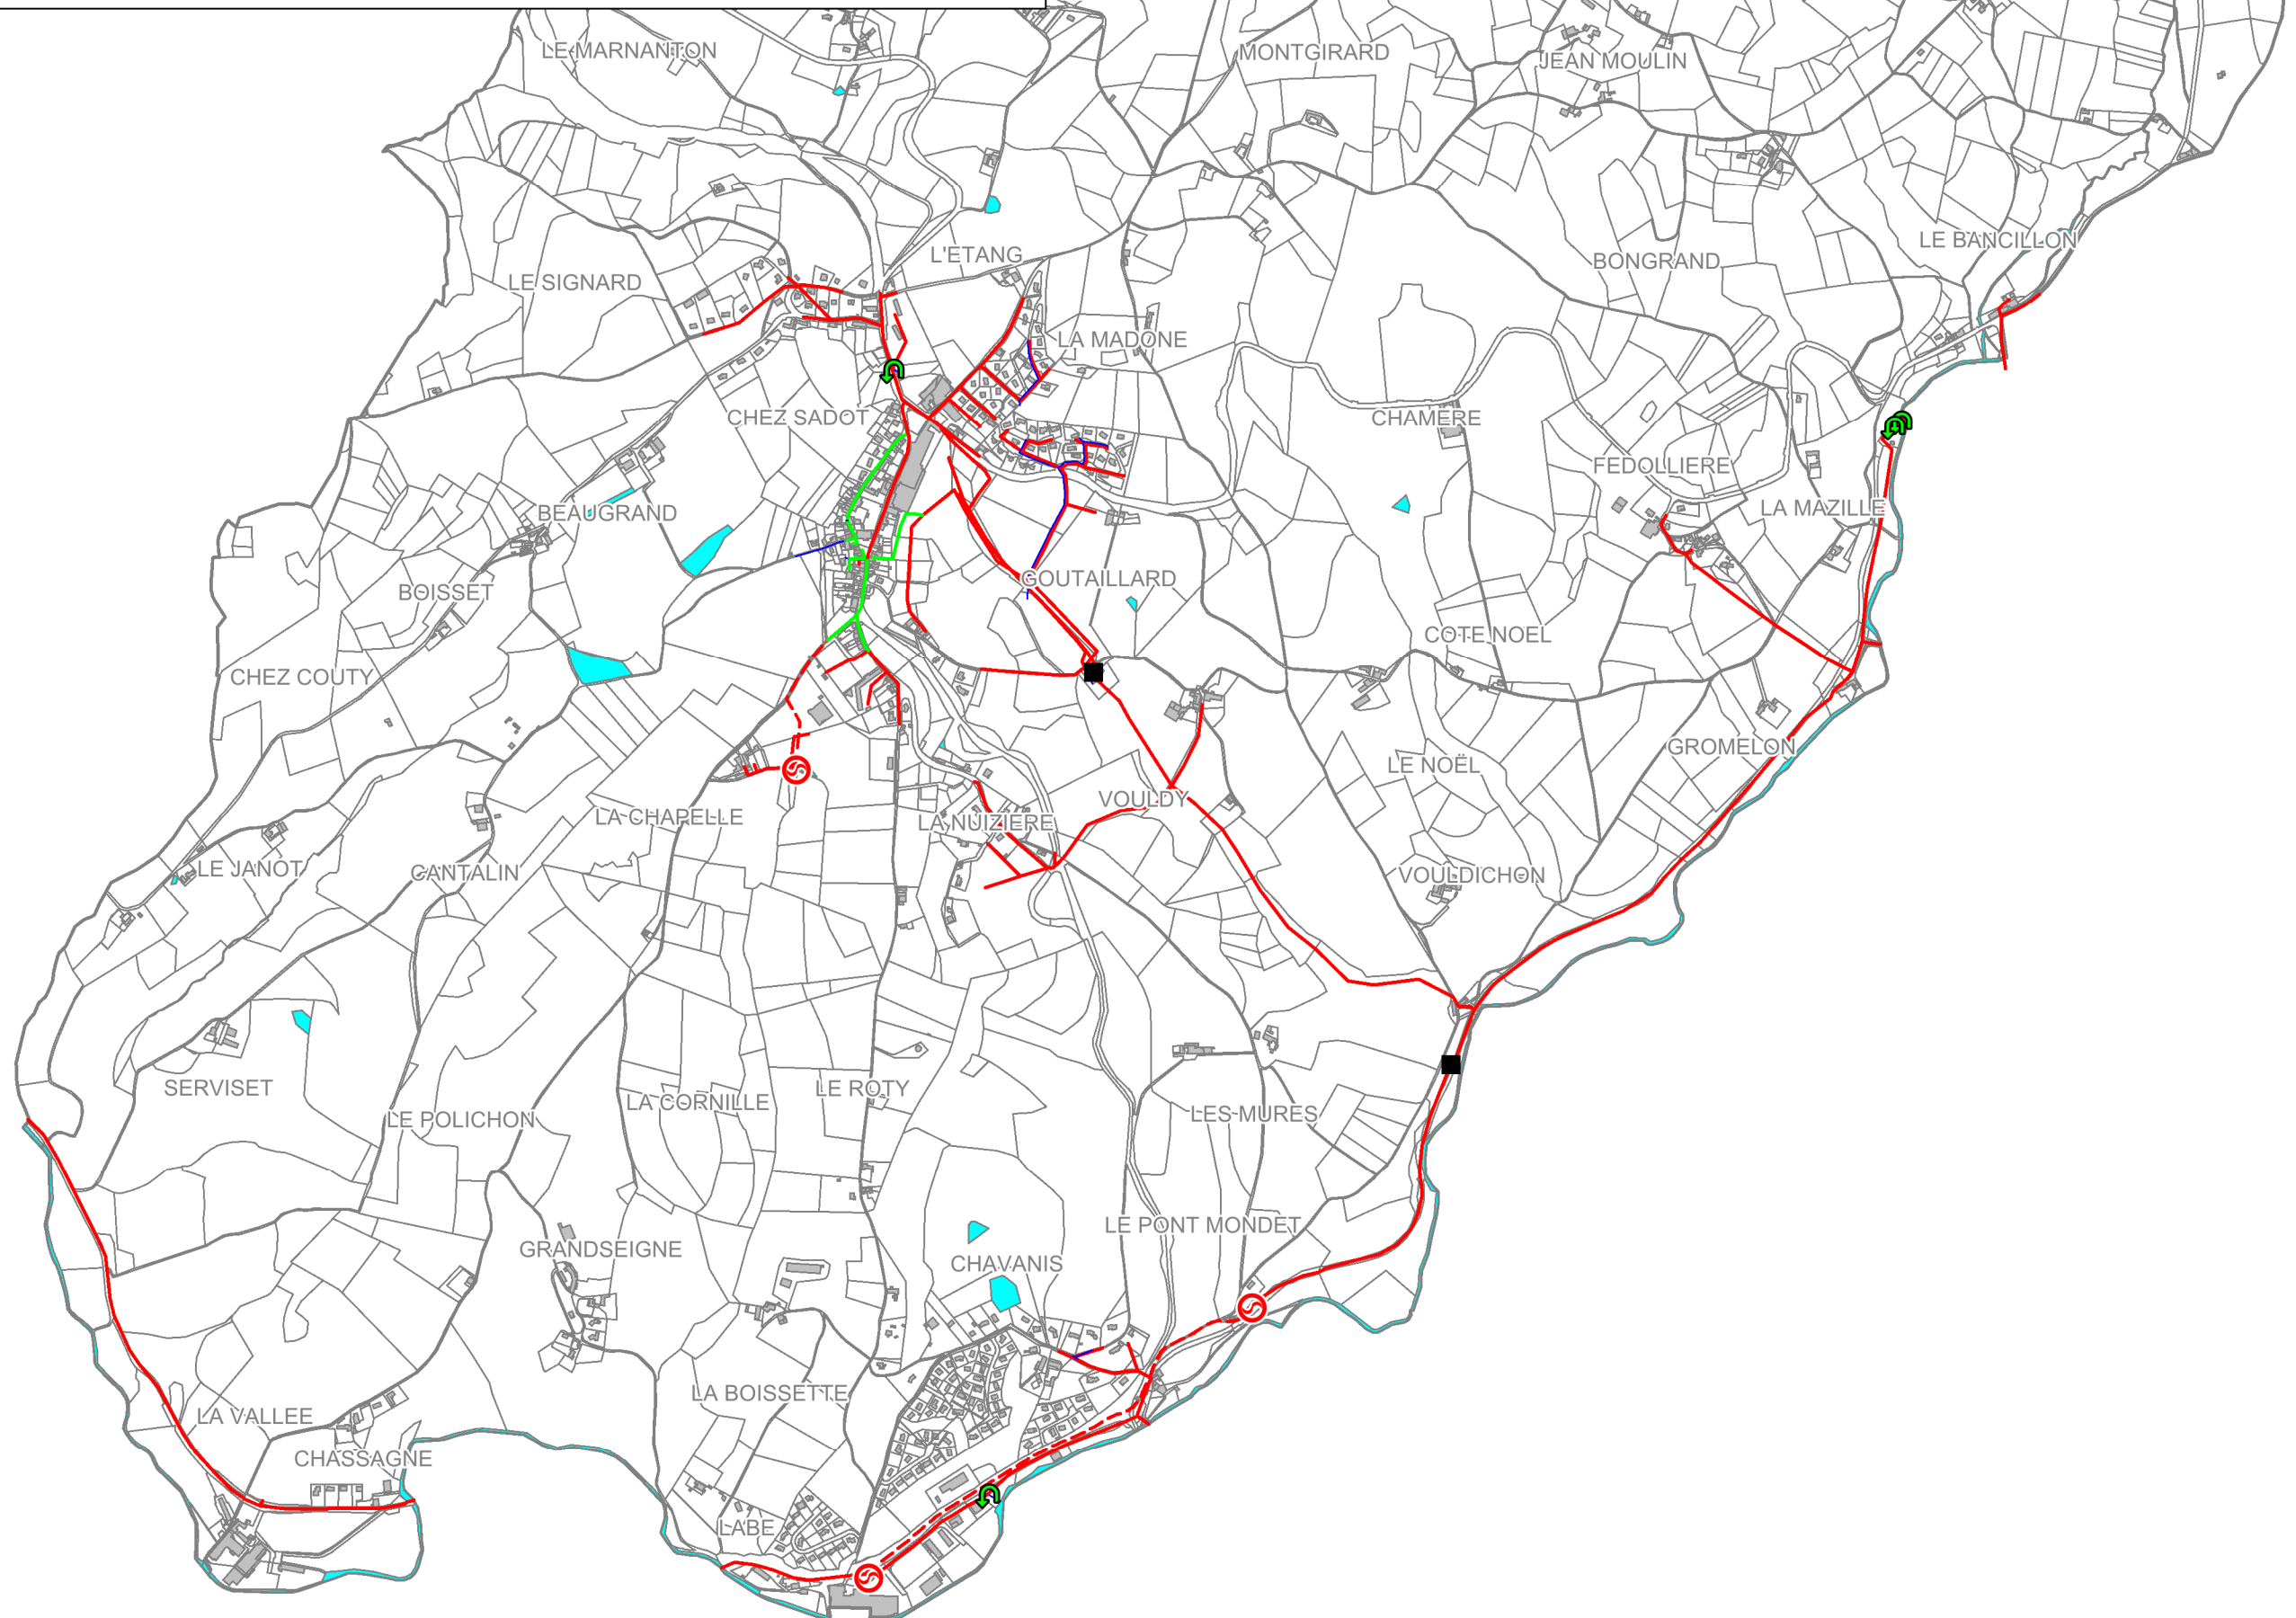 LE MARNANTON
MONTGIRARD
JEAN MOULIN
L'ETANG
LE BANCILLON
BONGRAND
LE SIGNARD
LA MADONE
CHEZ SADOT
CHAMERE
FEDOLLIERE
LA MAZILLE
BEAUGRAND
GOUTAILLARD
BOISSET
COTE NOEL
CHEZ COUTY
GROMELON
LE NOËL
VOULDY
LA CHAPELLE
LA NUIZIERE
LE JANOT
CANTALIN
VOULDICHON
SERVISET
LE ROTY
LA CORNILLE
LES MURES
LE POLICHON
LE PONT MONDET
GRANDSEIGNE
CHAVANIS
LA BOISSETTE
LA VALLEE
CHASSAGNE
LABE